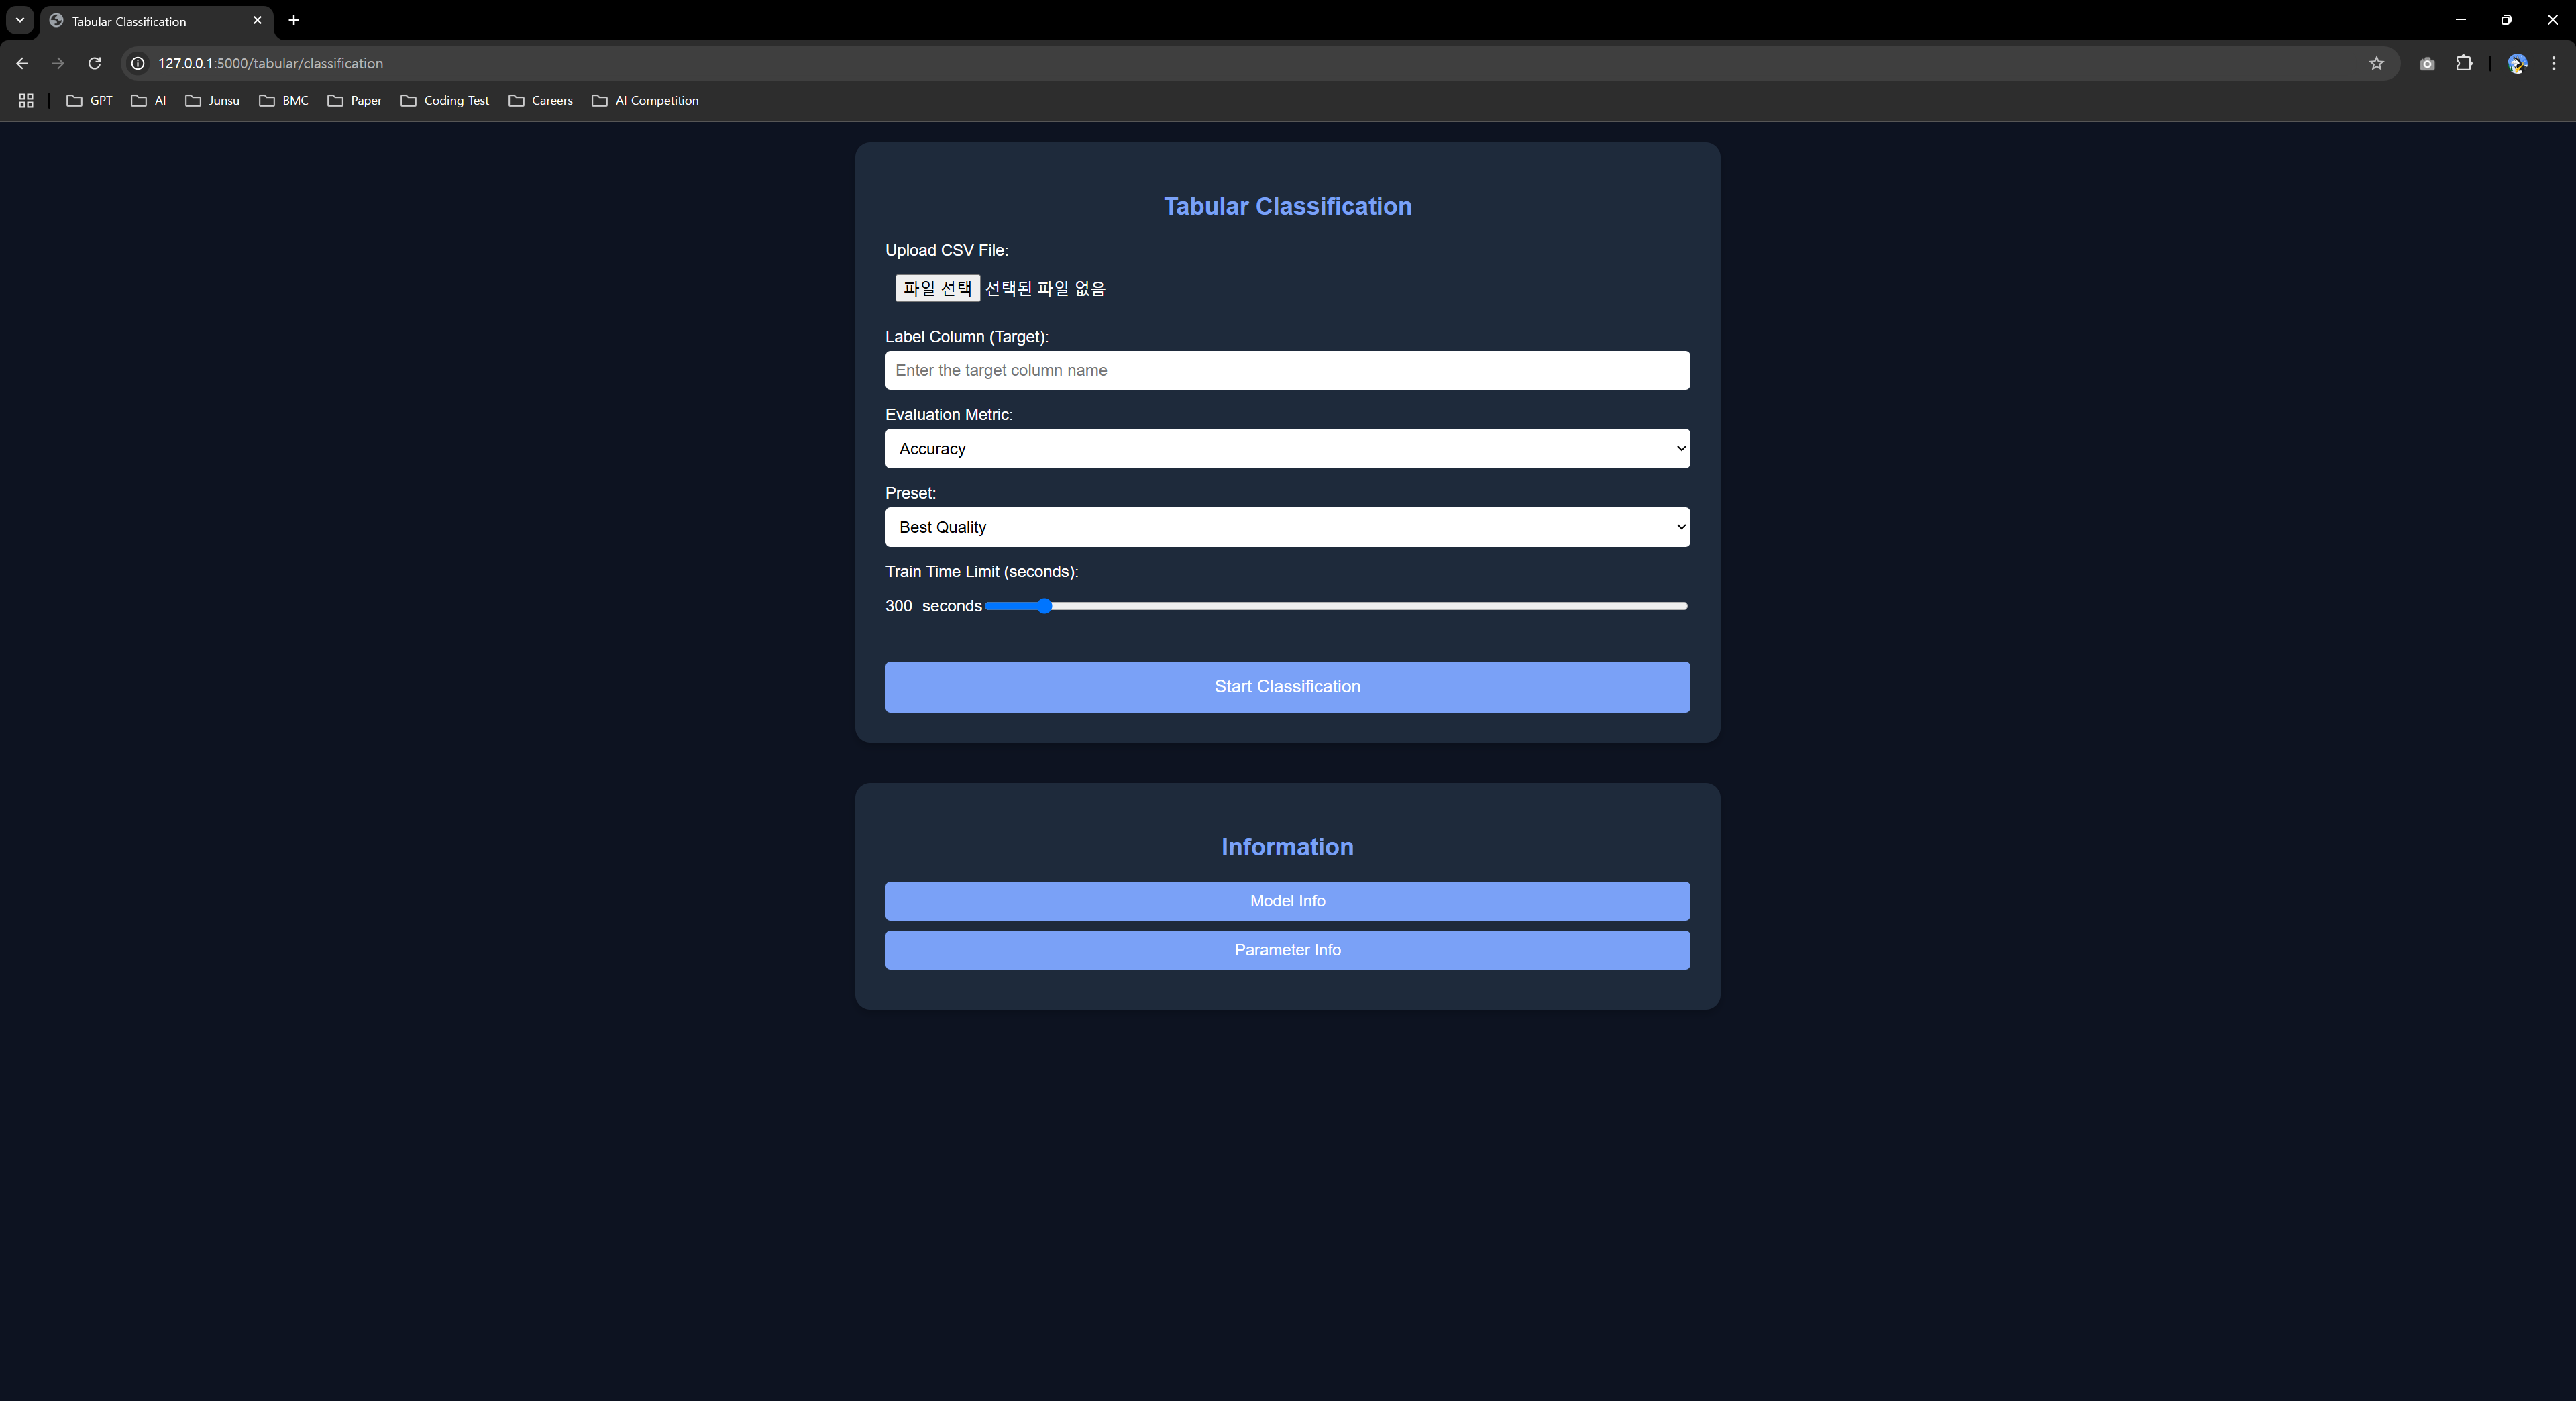 Tabular Classification
127.0.0.1:5000/tabular/classification
GPT AI Junsu BMC Paper Coding Test Careers AI Competition
Tabular Classification
Upload CSV File:
파일 선택 선택된 파일 없음
Label Column (Target):
Enter the target column name
Evaluation Metric:
Accuracy
Preset:
Best Quality
Train Time Limit (seconds):
300 seconds
Start Classification
Information
Model Info
Parameter Info